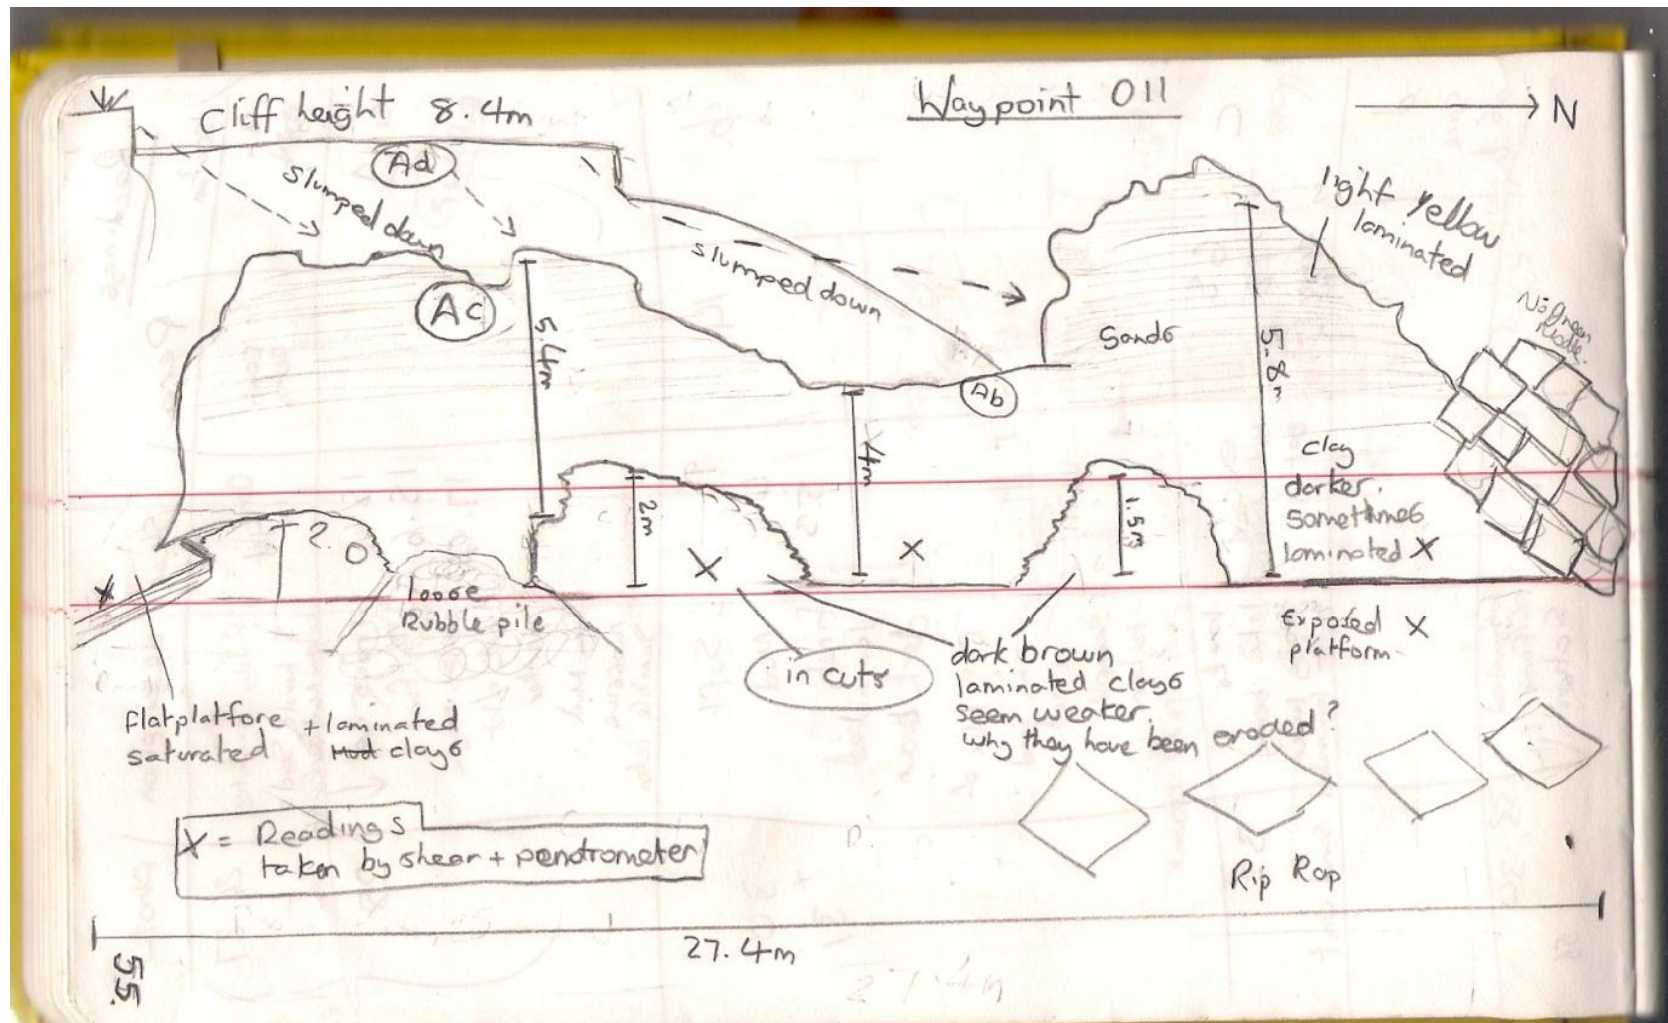 Cliff height 8.4m
Waypoint 011
N
Ad
Slumped down
slumped down
light yellow
laminated
Ac
5.4m
Sands
5.8m
No green
Ab
4m
Clay
darker.
Sometimes
laminated X
2m
1.5m
2.0
X
X
X
loose
Rubble pile
Exposed X
platform
in cuts
dark brown
laminated clays
seem weaker.
why they have been eroded?
flatplatfore + laminated
saturated Mud clays
X = Readings
taken by shear + penetrometer
Rip Rap
27.4m
55.